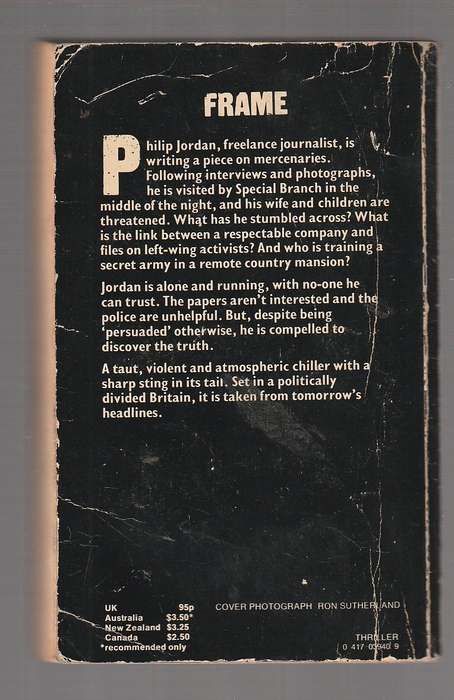 FRAME
Philip Jordan, freelance journalist, is
writing a piece on mercenaries.
Following interviews and photographs,
he is visited by Special Branch in the
middle of the night, and his wife and children are
threatened. What has he stumbled across? What
is the link between a respectable company and
files on left-wing activists? And who is training a
secret army in a remote country mansion?
Jordan is alone and running, with no-one he
can trust. The papers aren't interested and the
police are unhelpful. But, despite being
'persuaded' otherwise, he is compelled to
discover the truth.
A taut, violent and atmospheric chiller with a
sharp sting in its tail. Set in a politically
divided Britain, it is taken from tomorrow's
headlines.
UK 95p
Australia $3.50*
New Zealand $3.25
Canada $2.50
*recommended only
COVER PHOTOGRAPH RON SUTHERLAND
THRILLER
0 417 03940 9